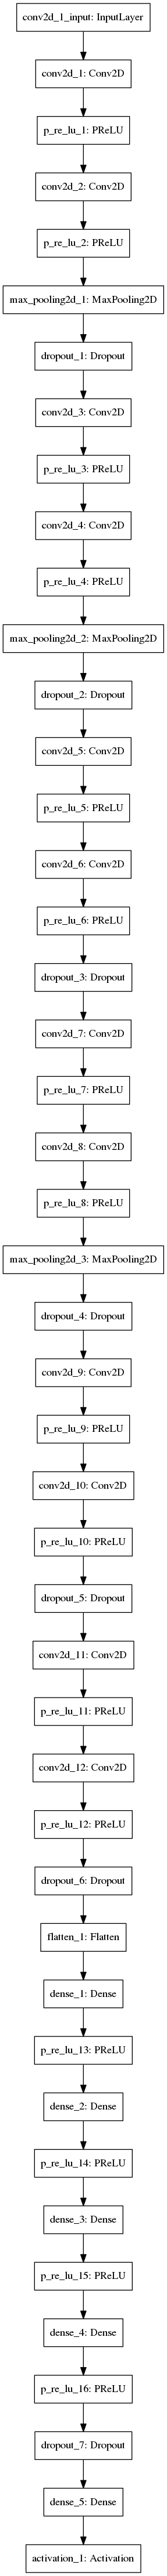 conv2d_1_input: InputLayer
conv2d_1: Conv2D
p_re_lu_1: PReLU
conv2d_2: Conv2D
p_re_lu_2: PReLU
max_pooling2d_1: MaxPooling2D
dropout_1: Dropout
conv2d_3: Conv2D
p_re_lu_3: PReLU
conv2d_4: Conv2D
p_re_lu_4: PReLU
max_pooling2d_2: MaxPooling2D
dropout_2: Dropout
conv2d_5: Conv2D
p_re_lu_5: PReLU
conv2d_6: Conv2D
p_re_lu_6: PReLU
dropout_3: Dropout
conv2d_7: Conv2D
p_re_lu_7: PReLU
conv2d_8: Conv2D
p_re_lu_8: PReLU
max_pooling2d_3: MaxPooling2D
dropout_4: Dropout
conv2d_9: Conv2D
p_re_lu_9: PReLU
conv2d_10: Conv2D
p_re_lu_10: PReLU
dropout_5: Dropout
conv2d_11: Conv2D
p_re_lu_11: PReLU
conv2d_12: Conv2D
p_re_lu_12: PReLU
dropout_6: Dropout
flatten_1: Flatten
dense_1: Dense
p_re_lu_13: PReLU
dense_2: Dense
p_re_lu_14: PReLU
dense_3: Dense
p_re_lu_15: PReLU
dense_4: Dense
p_re_lu_16: PReLU
dropout_7: Dropout
dense_5: Dense
activation_1: Activation